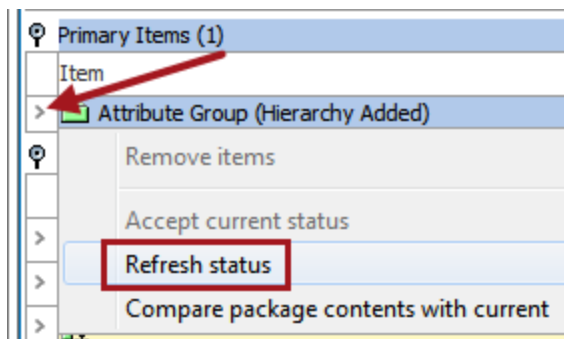 Primary Items (1)
Item
Attribute Group (Hierarchy Added)
Remove items
Accept current status
Refresh status
Compare package contents with current